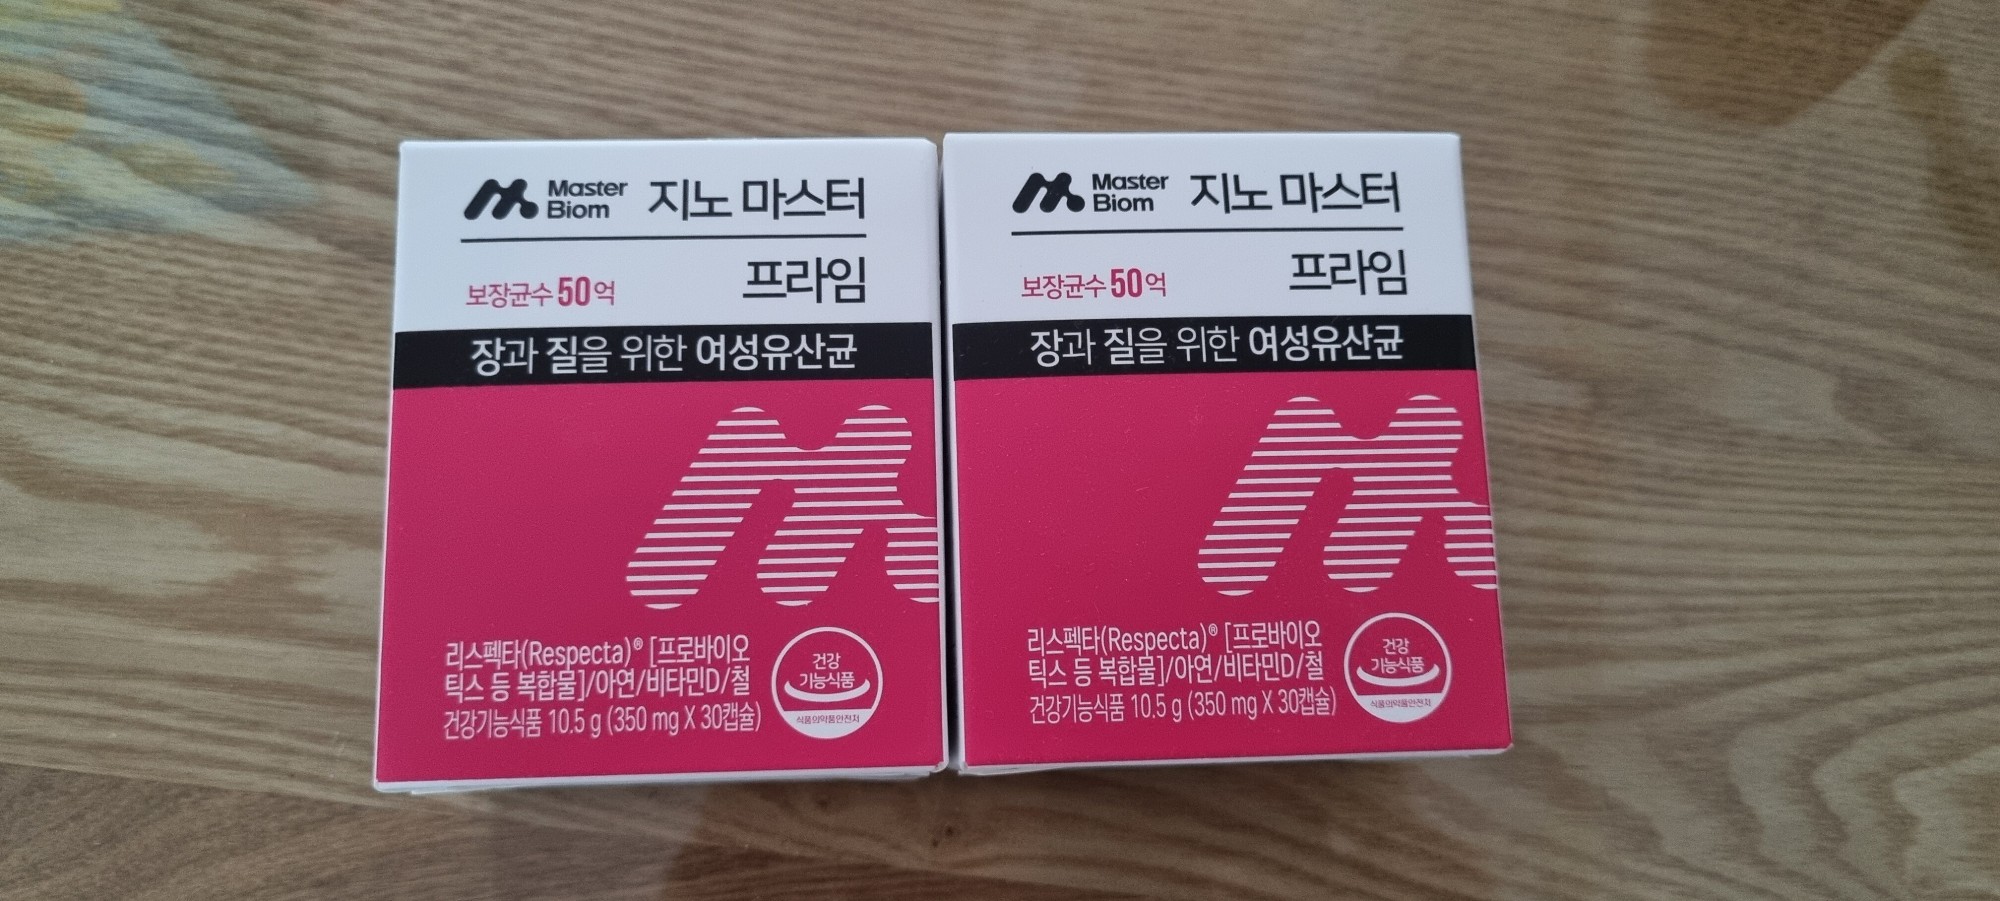 Master
Biom
지노 마스터
보장균수 50억
프라임
장과 질을 위한 여성유산균
리스펙타(Respecta)® [프로바이오
틱스 등 복합물]/아연/비타민D/철
건강기능식품 10.5 g (350 mg X 30캡슐)
건강
기능식품
식품의약품안전처
Master
Biom
지노 마스터
보장균수 50억
프라임
장과 질을 위한 여성유산균
리스펙타(Respecta)® [프로바이오
틱스 등 복합물]/아연/비타민D/철
건강기능식품 10.5 g (350 mg X 30캡슐)
건강
기능식품
식품의약품안전처